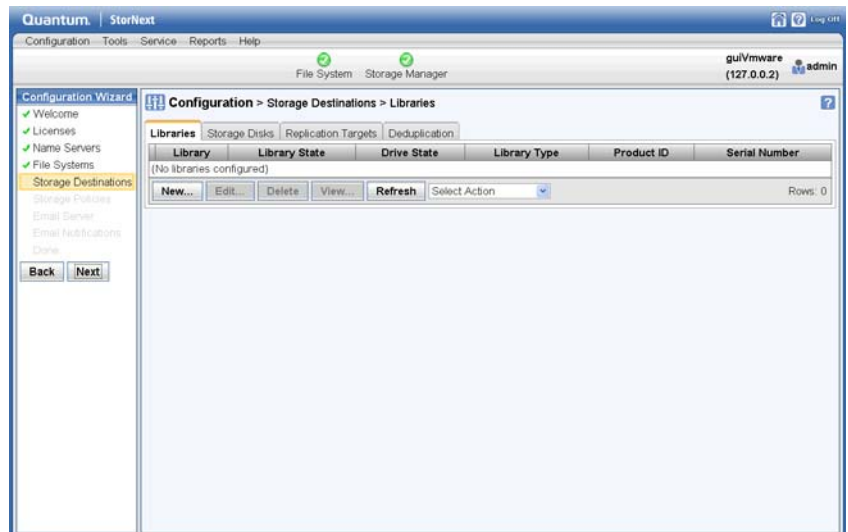 Quantum. StorNext
Log Off
Configuration Tools Service Reports Help
File System Storage Manager
guiVmware
(127.0.0.2)
admin
Configuration Wizard
Welcome
Licenses
Name Servers
File Systems
Storage Destinations
Storage Policies
Email Server
Email Notifications
Done
Back Next
Configuration > Storage Destinations > Libraries
?
Libraries Storage Disks Replication Targets Deduplication
Library Library State Drive State Library Type Product ID Serial Number
(No libraries configured)
New... Edit... Delete View... Refresh Select Action Rows: 0